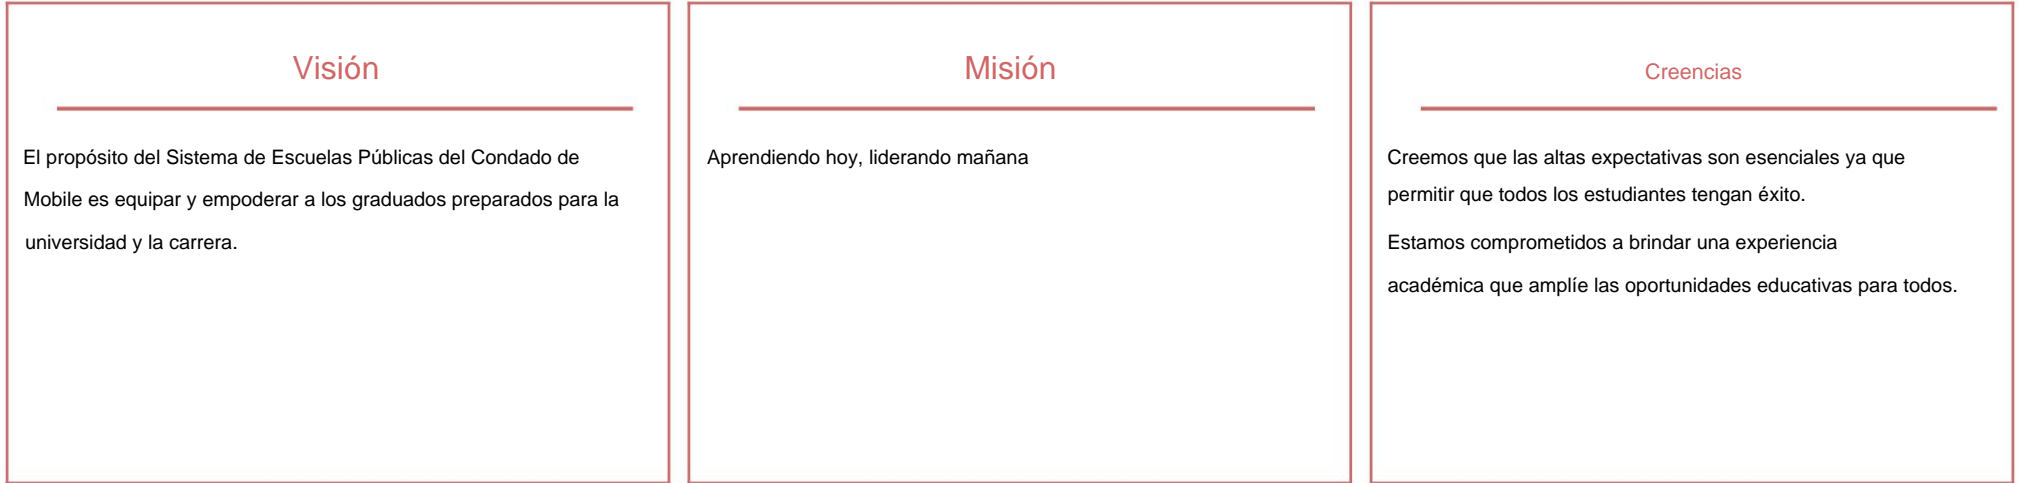 Visión
El propósito del Sistema de Escuelas Públicas del Condado de
Mobile es equipar y empoderar a los graduados preparados para la
universidad y la carrera.
Misión
Aprendiendo hoy, liderando mañana
Creencias
Creemos que las altas expectativas son esenciales ya que
permitir que todos los estudiantes tengan éxito.
Estamos comprometidos a brindar una experiencia
académica que amplíe las oportunidades educativas para todos.